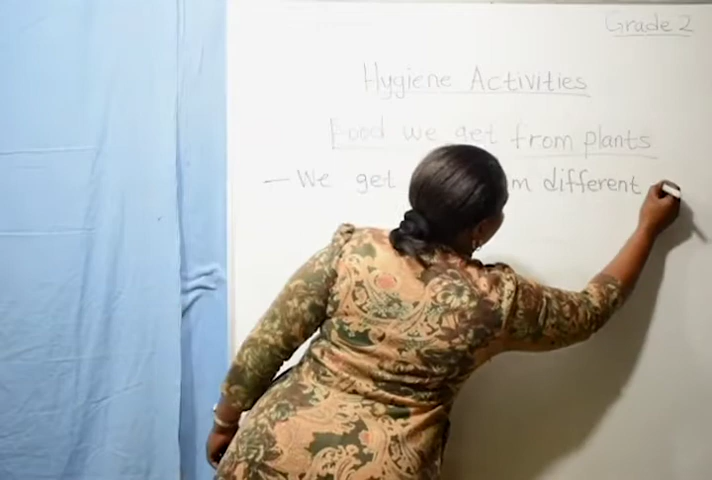 Grade 2
Hygiene Activities
Food we get from plants
- We get m different